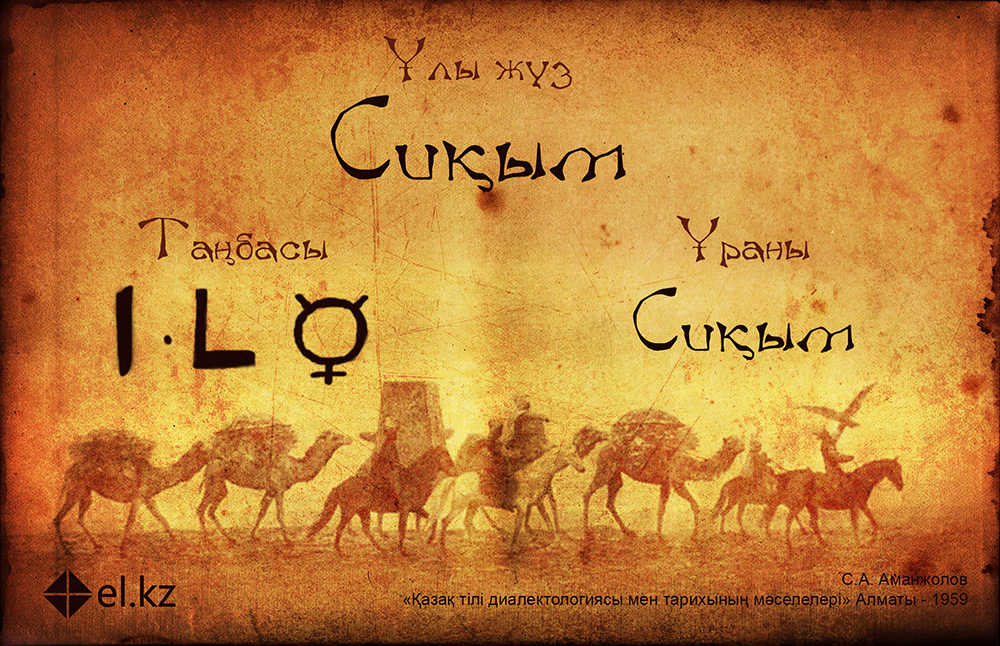 Ұлы жүз
Сиқым
Таңбасы
Ұраны
Сиқым
el.kz
С.А. Аманжолов
«Қазақ тілі диалектологиясы мен тарихының мәселелері» Алматы - 1959